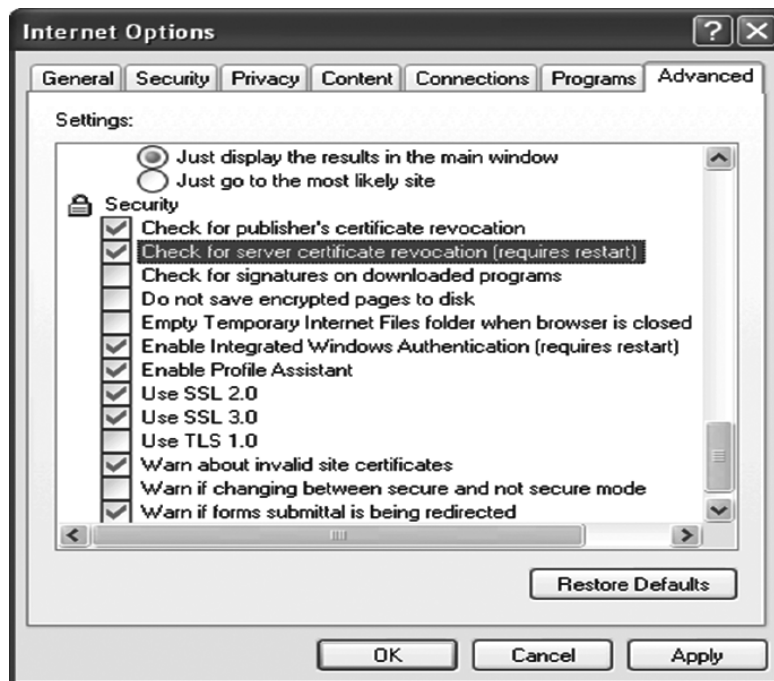 Internet Options
General Security Privacy Content Connections Programs Advanced
Settings:
Just display the results in the main window
Just go to the most likely site
Security
Check for publisher's certificate revocation
Check for server certificate revocation (requires restart)
Check for signatures on downloaded programs
Do not save encrypted pages to disk
Empty Temporary Internet Files folder when browser is closed
Enable Integrated Windows Authentication (requires restart)
Enable Profile Assistant
Use SSL 2.0
Use SSL 3.0
Use TLS 1.0
Warn about invalid site certificates
Warn if changing between secure and not secure mode
Warn if forms submittal is being redirected
Restore Defaults
OK Cancel Apply